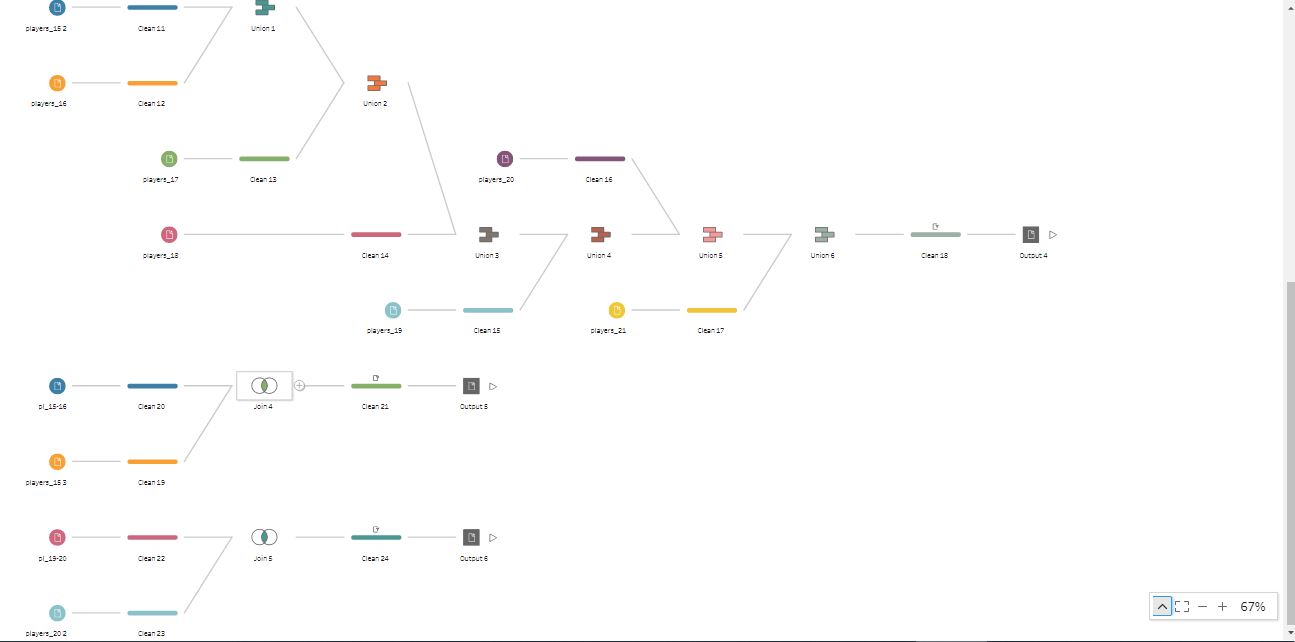 players_15 2
Clean 11
Union 1
players_16
Clean 12
Union 2
players_17
Clean 13
players_20
Clean 16
players_18
Clean 14
Union 3
Union 4
Union 5
Union 6
Clean 18
Output 4
players_19
Clean 15
players_21
Clean 17
pl_15-16
Clean 20
Join 4
Clean 21
Output 5
players_15 3
Clean 19
pl_19-20
Clean 22
Join 5
Clean 24
Output 6
67%
players_20 2
Clean 23